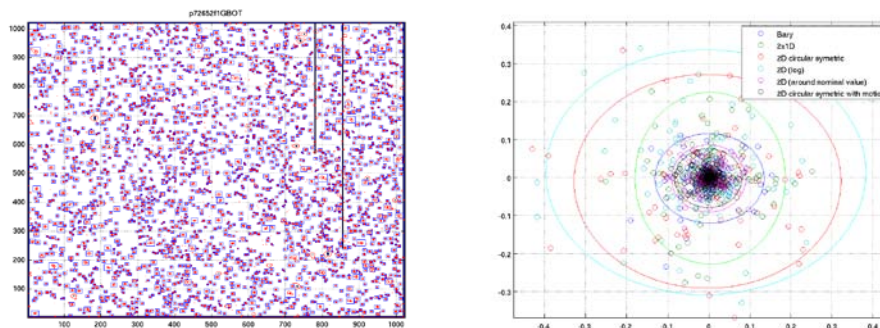 p72652f1GBOT
1000
900
800
700
600
500
400
300
200
100
100 200 300 400 500 600 700 800 900 1000
0.4
0.3
0.2
0.1
0
-0.1
-0.2
-0.3
-0.4 -0.3 -0.2 -0.1 0 0.1 0.2 0.3 0.4
Bary
2x1D
2D circular symetric
2D (log)
2D (around nominal value)
2D circular symetric with motion